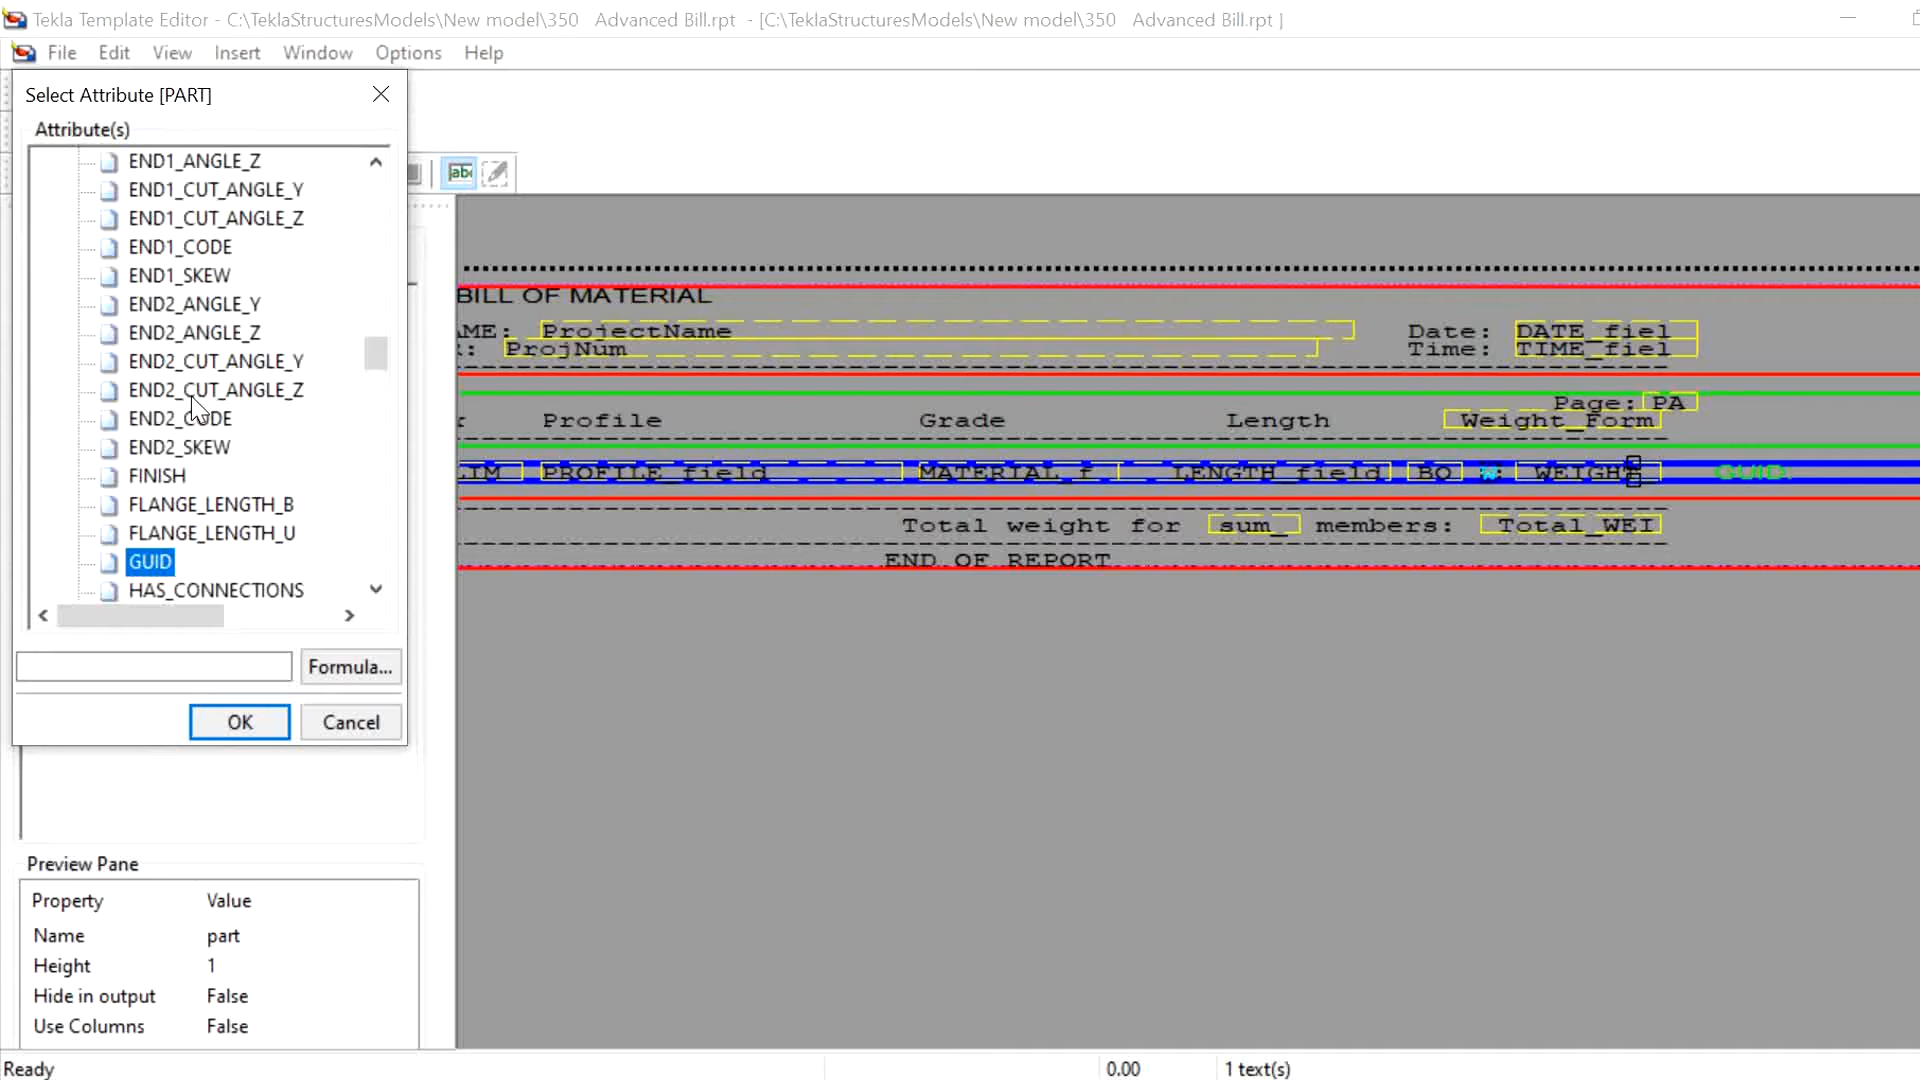 Tekla Template Editor - C:\TeklaStructuresModels\New model\350   Advanced Bill.rpt  - [C:\TeklaStructuresModels\New model\350   Advanced Bill.rpt ]
File Edit View Insert Window Options Help
Select Attribute [PART]
Attribute(s)
END1_ANGLE_Z
END1_CUT_ANGLE_Y
END1_CUT_ANGLE_Z
END1_CODE
END1_SKEW
END2_ANGLE_Y
END2_ANGLE_Z
END2_CUT_ANGLE_Y
END2_CUT_ANGLE_Z
END2_CODE
END2_SKEW
FINISH
FLANGE_LENGTH_B
FLANGE_LENGTH_U
GUID
HAS_CONNECTIONS
Formula...
OK Cancel
Preview Pane
Property Value
Name part
Height 1
Hide in output False
Use Columns False
abc
BILL OF MATERIAL
AME: ProjectName Date: DATE_fiel
: ProjNum Time: TIME_fiel
Page: PA
Profile Grade Length Weight_Form
LIM PROFILE_field MATERIAL_f LENGTH_field BO WEIGHT GUID
Total weight for sum_ members: Total_WEI
END OF REPORT
Ready 0.00 1 text(s)